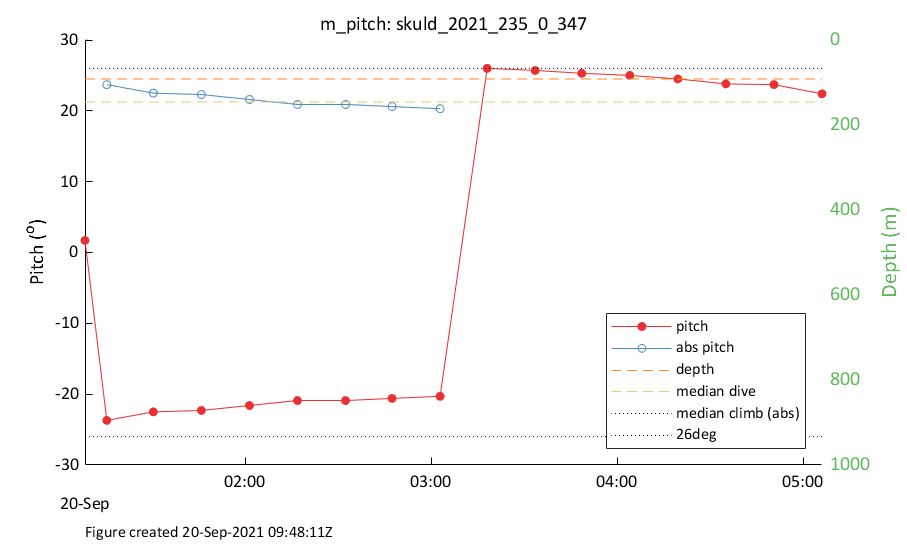 m_pitch: skuld_2021_235_0_347
30
20
10
0
-10
-20
-30
Pitch (o)
0
200
400
600
800
1000
Depth (m)
pitch
abs pitch
depth
median dive
median climb (abs)
26deg
02:00
03:00
04:00
05:00
20-Sep
Figure created 20-Sep-2021 09:48:11Z